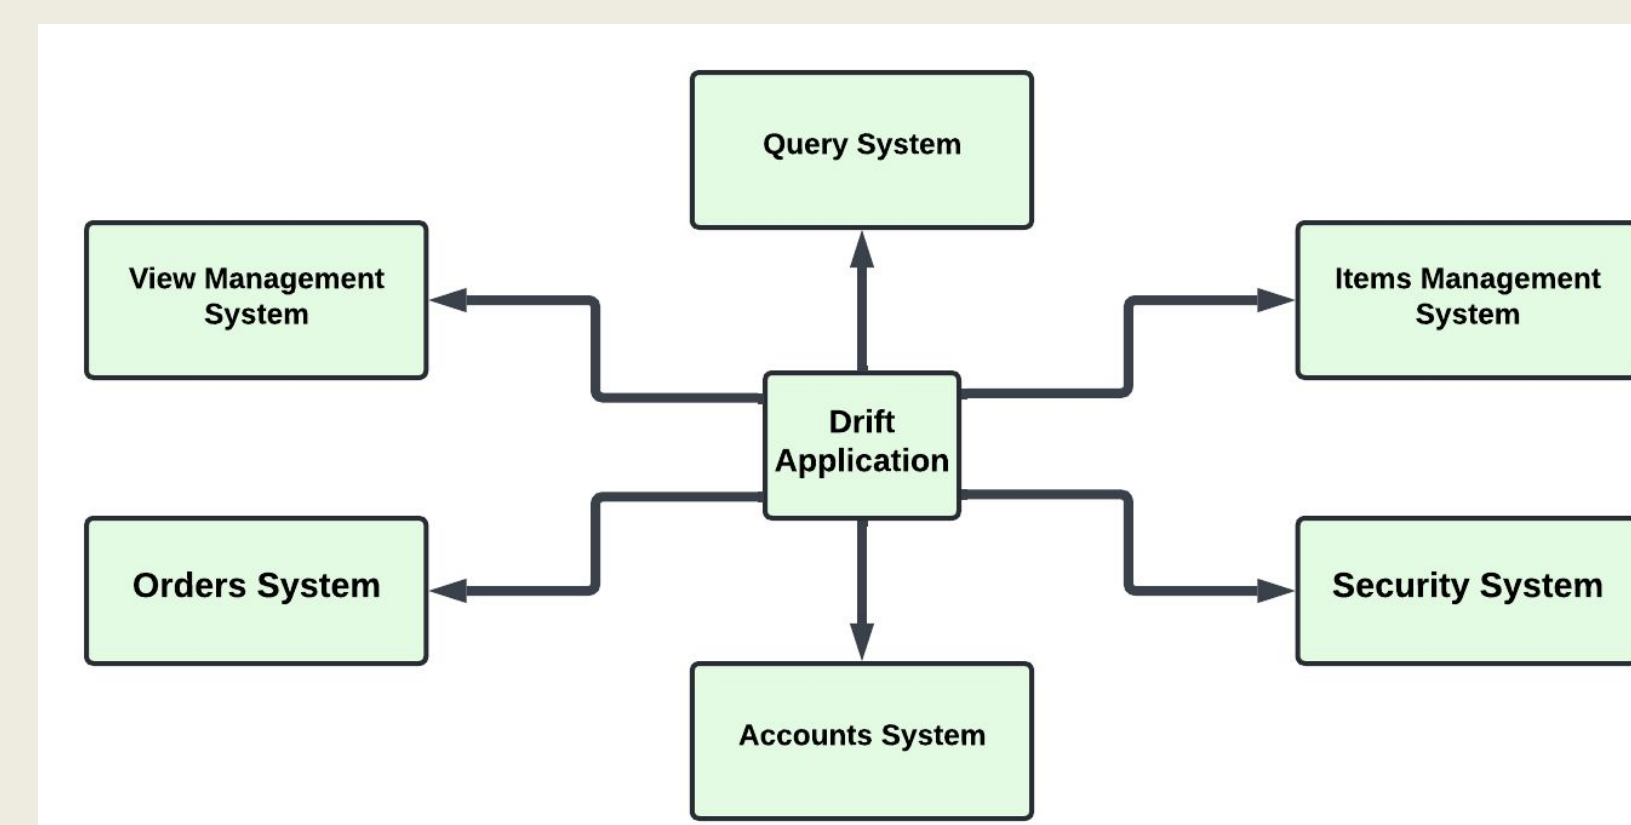 Query System
View Management
System
Items Management
System
Drift
Application
Orders System
Security System
Accounts System